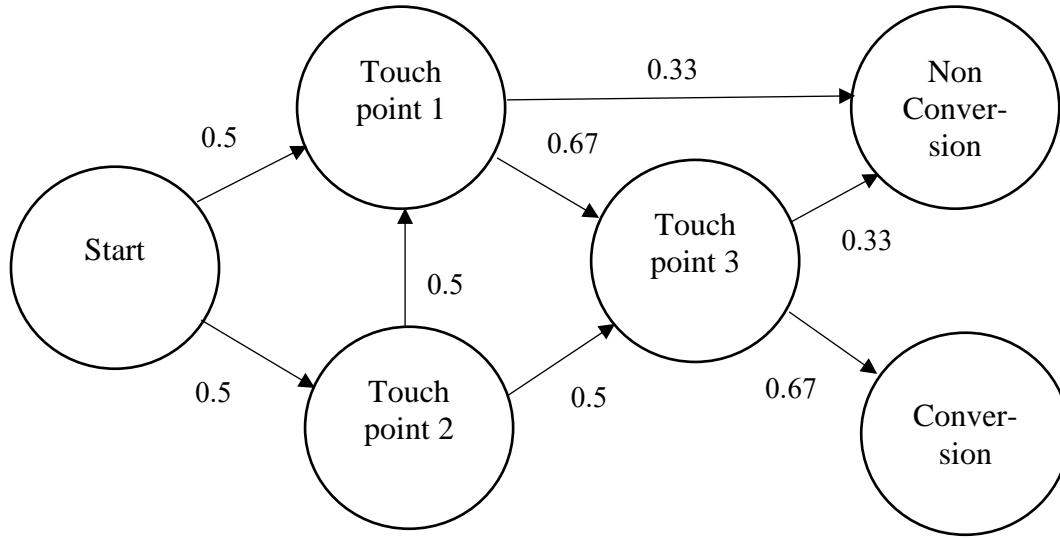 Touch
point 1
0.33
Non
Conver-
sion
0.5
0.67
Start
Touch
point 3
0.33
0.5
0.5
Touch
point 2
0.5
0.67
Conver-
sion